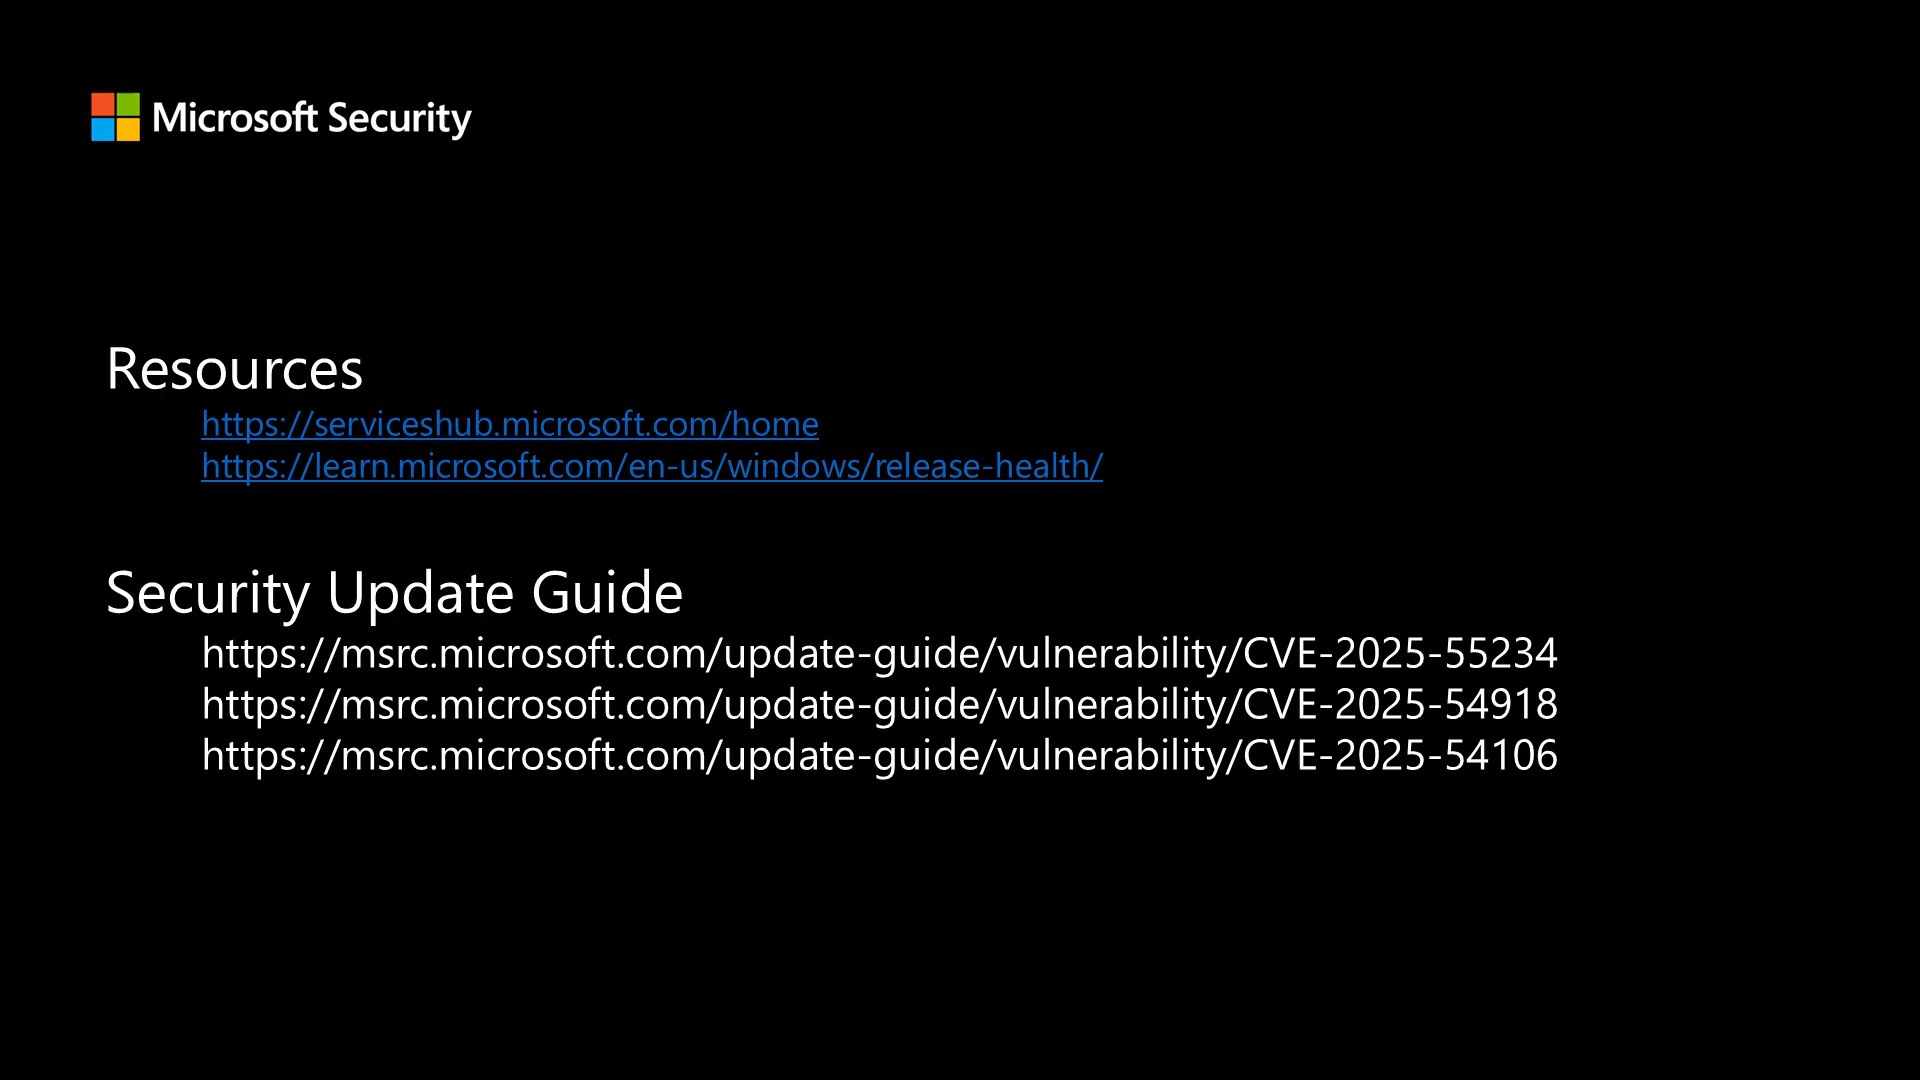 Microsoft Security
Resources
https://serviceshub.microsoft.com/home
https://learn.microsoft.com/en-us/windows/release-health/
Security Update Guide
https://msrc.microsoft.com/update-guide/vulnerability/CVE-2025-55234
https://msrc.microsoft.com/update-guide/vulnerability/CVE-2025-54918
https://msrc.microsoft.com/update-guide/vulnerability/CVE-2025-54106